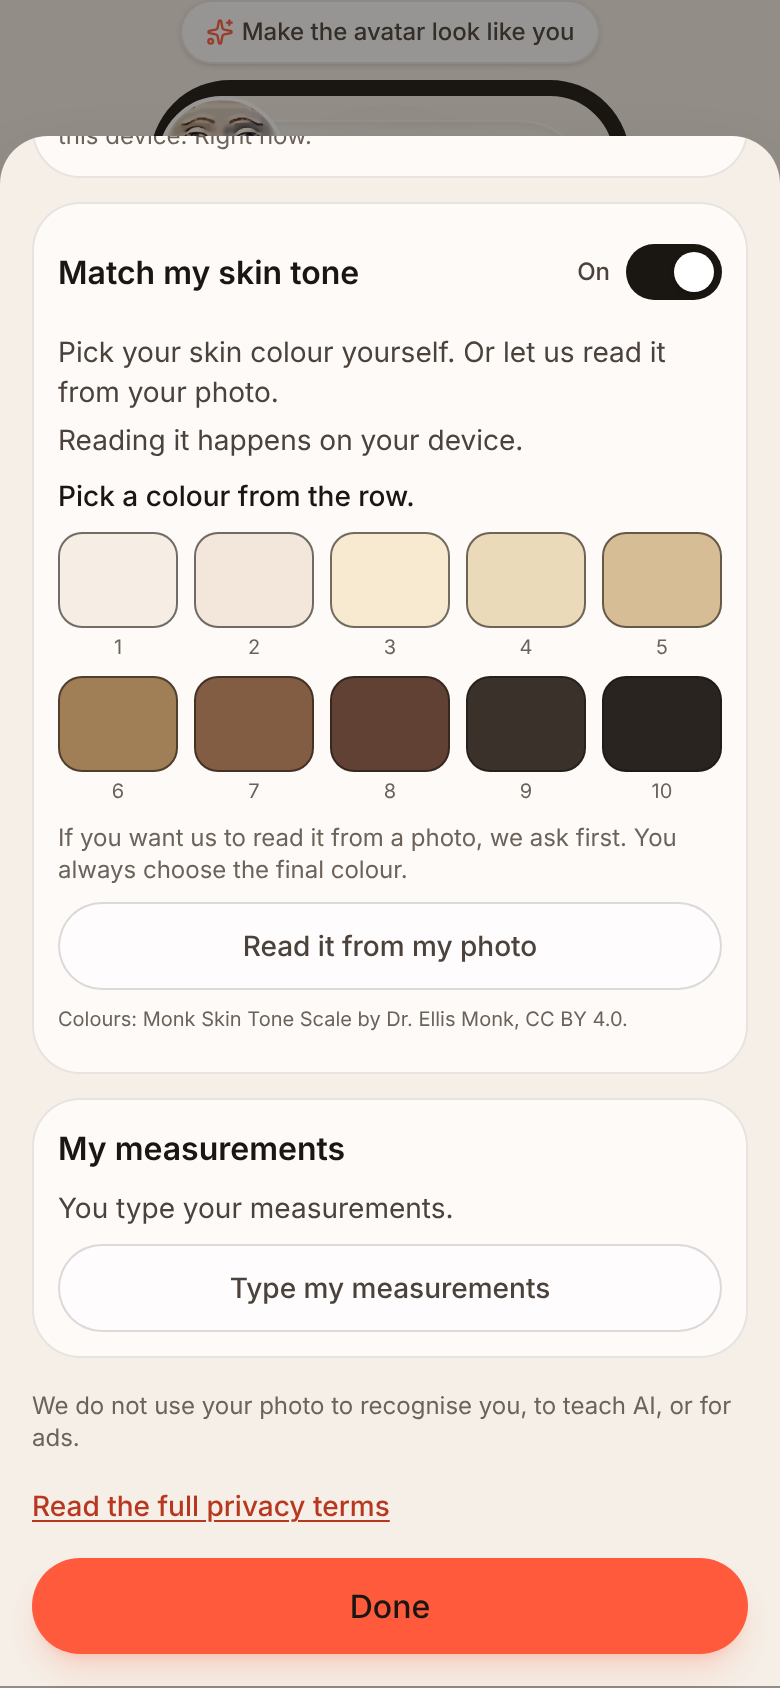 Make the avatar look like you
this device. Right now.
Match my skin tone
On
Pick your skin colour yourself. Or let us read it
from your photo.
Reading it happens on your device.
Pick a colour from the row.
1 2 3 4 5
6 7 8 9 10
If you want us to read it from a photo, we ask first. You
always choose the final colour.
Read it from my photo
Colours: Monk Skin Tone Scale by Dr. Ellis Monk, CC BY 4.0.
My measurements
You type your measurements.
Type my measurements
We do not use your photo to recognise you, to teach AI, or for
ads.
Read the full privacy terms
Done